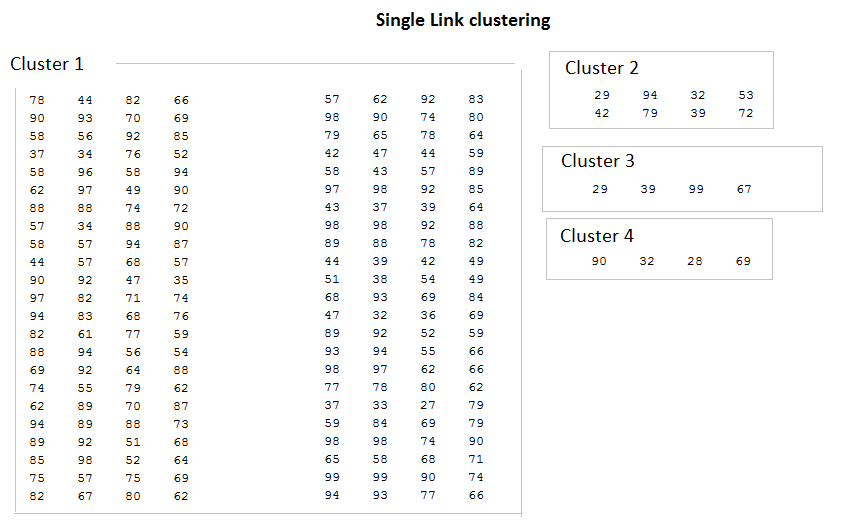 Single Link clustering
Cluster 1
78 44 82 66
90 93 70 69
58 56 92 85
37 34 76 52
58 96 58 94
62 97 49 90
88 88 74 72
57 34 88 90
58 57 94 87
44 57 68 57
90 92 47 35
97 82 71 74
94 83 68 76
82 61 77 59
88 94 56 54
69 92 64 88
74 55 79 62
62 89 70 87
94 89 88 73
89 92 51 68
85 98 52 64
75 57 75 69
82 67 80 62
57 62 92 83
98 90 74 80
79 65 78 64
42 47 44 59
58 43 57 89
97 98 92 85
43 37 39 64
98 98 92 88
89 88 78 82
44 39 42 49
51 38 54 49
68 93 69 84
47 32 36 69
89 92 52 59
93 94 55 66
98 97 62 66
77 78 80 62
37 33 27 79
59 84 69 79
98 98 74 90
65 58 68 71
99 99 90 74
94 93 77 66
Cluster 2
29 94 32 53
42 79 39 72
Cluster 3
29 39 99 67
Cluster 4
90 32 28 69